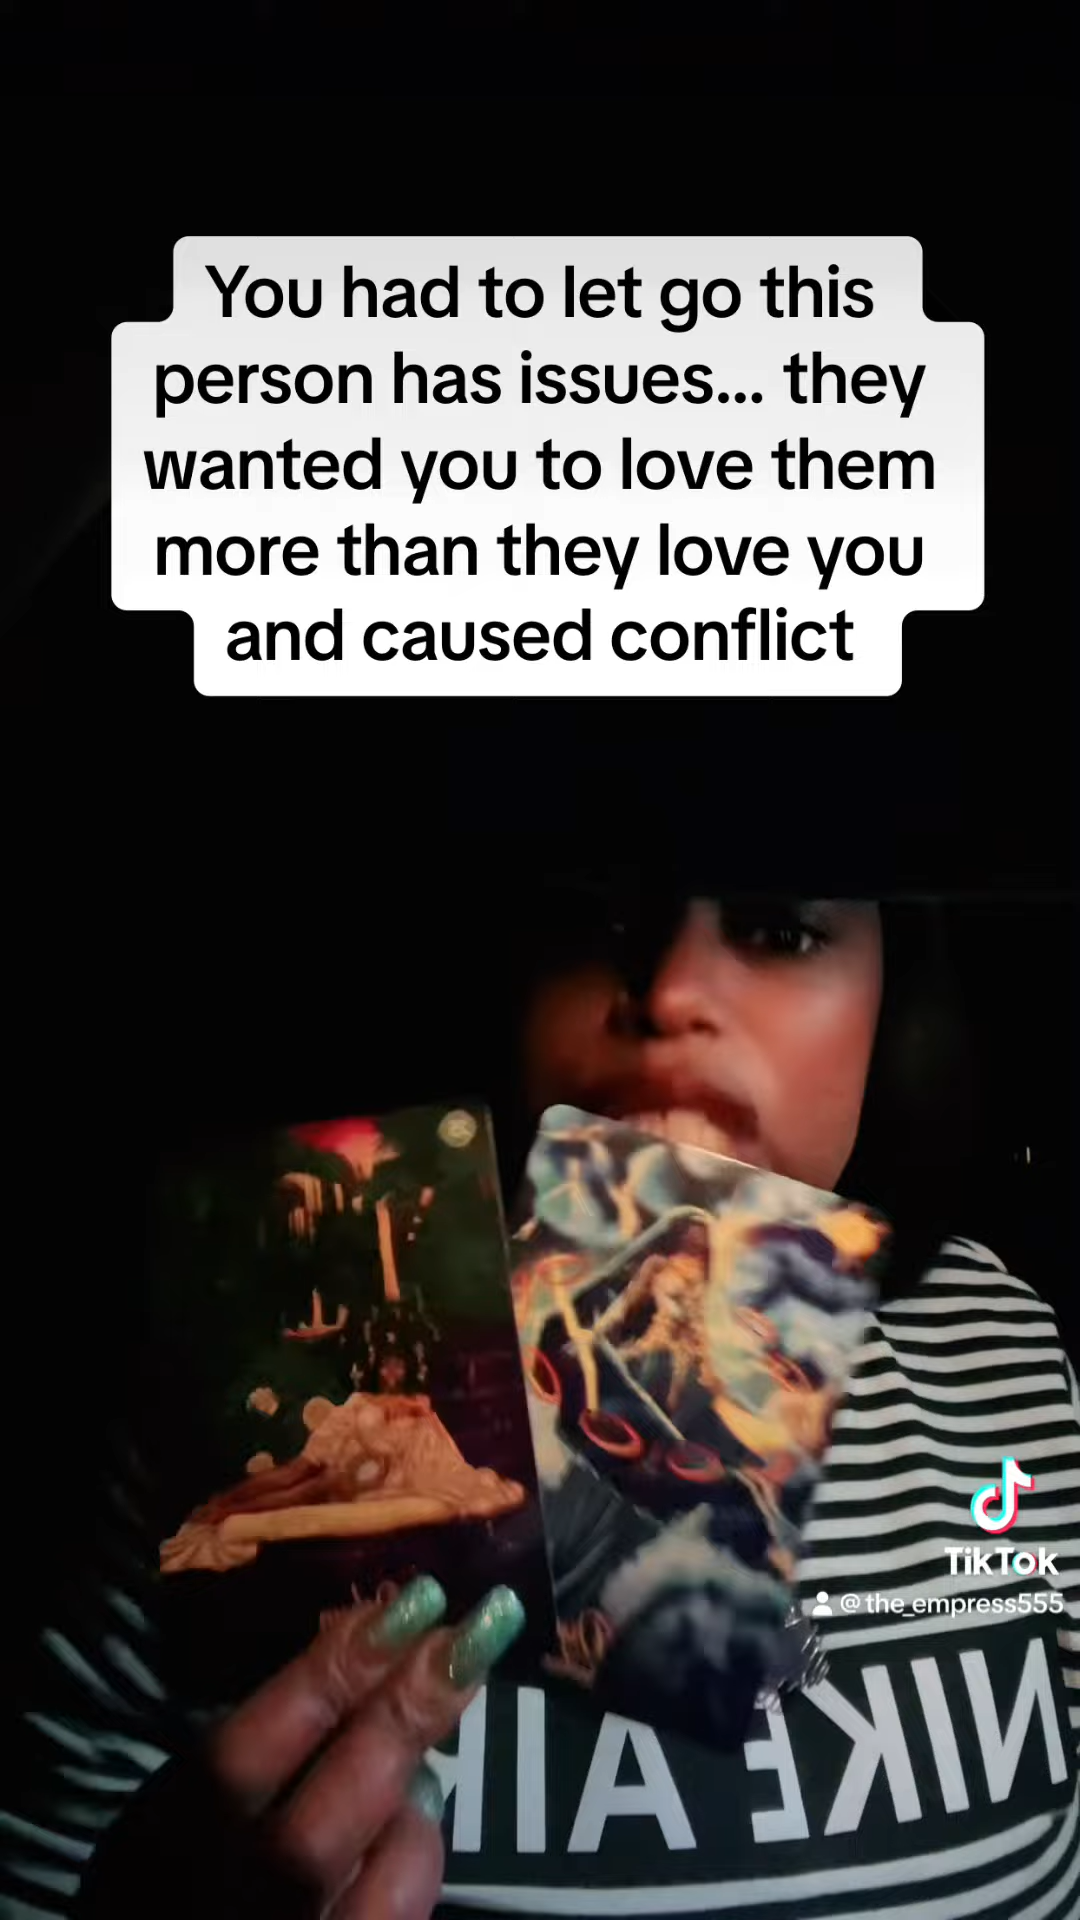 You had to let go this
person has issues... they
wanted you to love them
more than they love you
and caused conflict
TikTok
@the_empress555
NIKE AIR